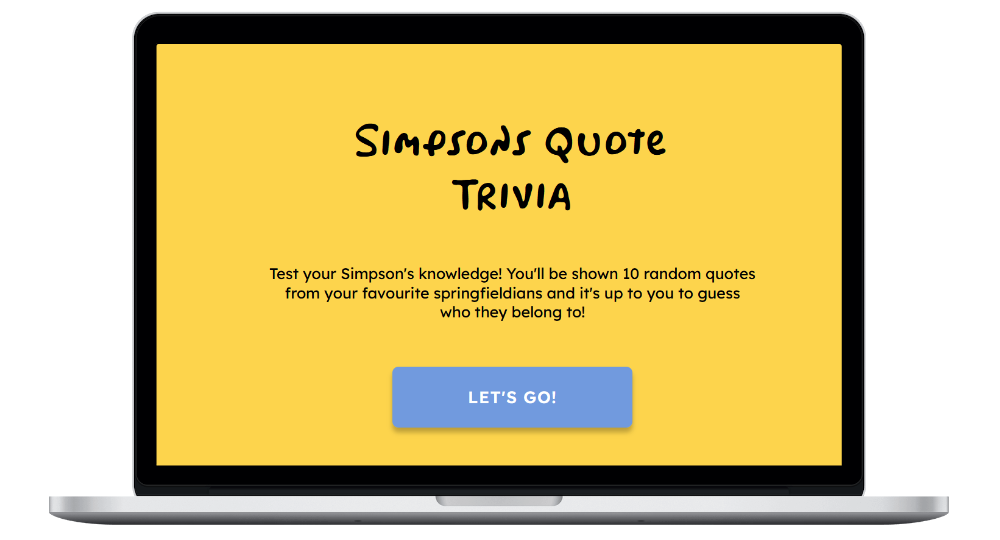 Simpsons Quote
Trivia
Test your Simpson's knowledge! You'll be shown 10 random quotes
from your favourite springfieldians and it's up to you to guess
who they belong to!
LET'S GO!